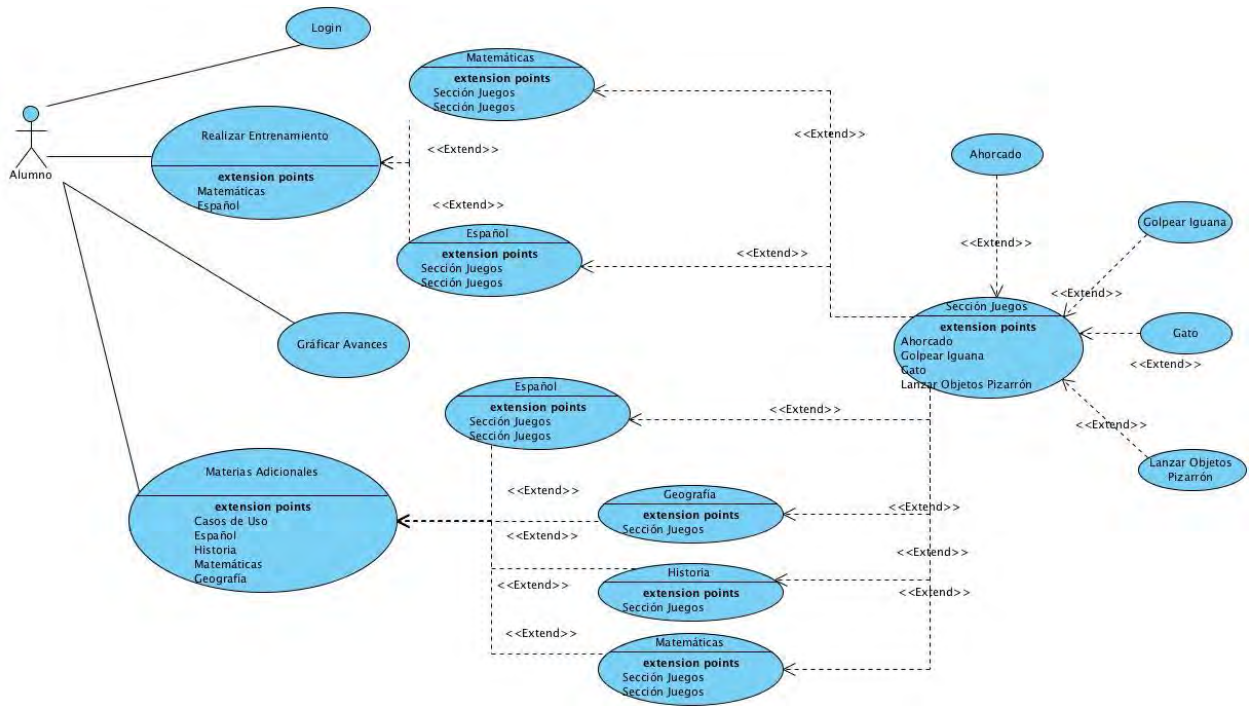 Login
Alumno
Realizar Entrenamiento
extension points
Matemáticas
Español
Matemáticas
extension points
Sección Juegos
Sección Juegos
<<Extend>>
<<Extend>>
Español
extension points
Sección Juegos
Sección Juegos
<<Extend>>
<<Extend>>
Ahorcado
<<Extend>>
Golpear Iguana
<<Extend>>
Sección Juegos
extension points
Ahorcado
Golpear Iguana
Gato
Lanzar Objetos Pizarrón
Gato
<<Extend>>
<<Extend>>
Lanzar Objetos
Pizarrón
Gráficar Avances
Materias Adicionales
extension points
Casos de Uso
Español
Historia
Matemáticas
Geografía
Español
extension points
Sección Juegos
Sección Juegos
<<Extend>>
<<Extend>>
Geografía
extension points
Sección Juegos
<<Extend>>
<<Extend>>
Historia
extension points
Sección Juegos
<<Extend>>
<<Extend>>
Matemáticas
extension points
Sección Juegos
Sección Juegos
<<Extend>>
<<Extend>>